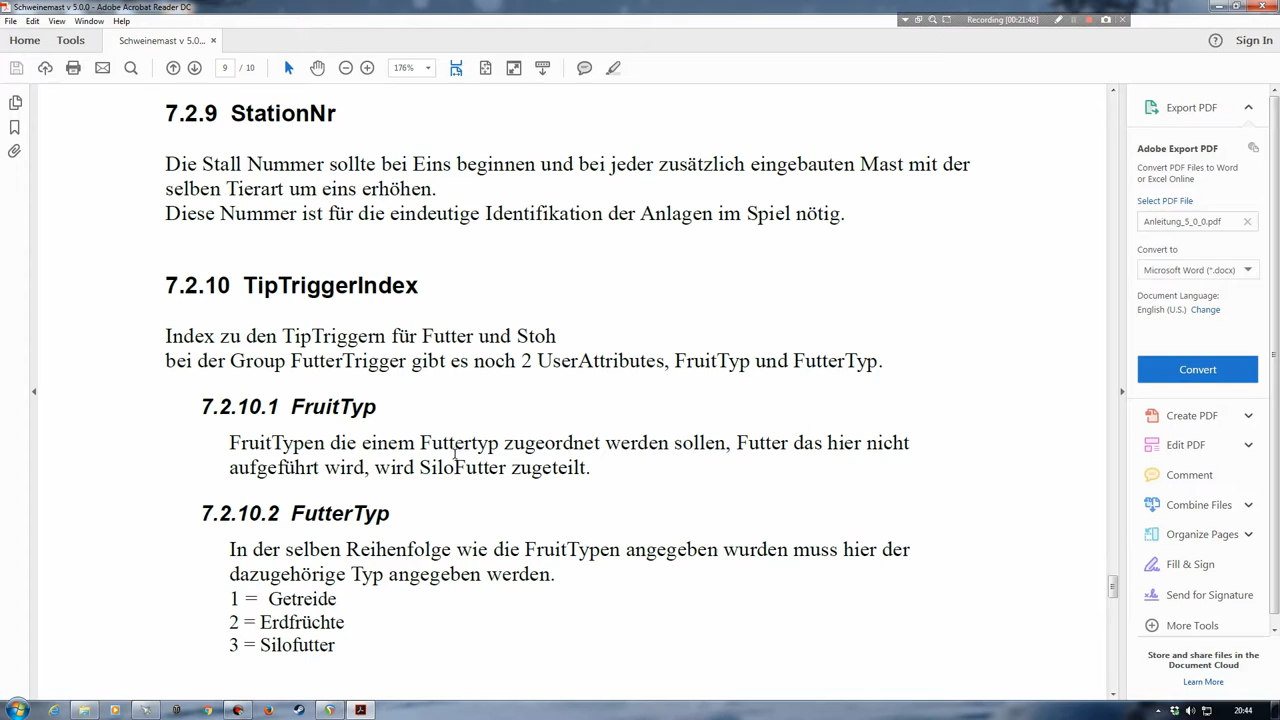 Schweinemast v 5.0.0 - Adobe Acrobat Reader DC
Recording [00:21:48]
File Edit View Window Help
Home Tools Schweinemast v 5.0... × Sign In
9 / 10 176%
7.2.9 StationNr
Die Stall Nummer sollte bei Eins beginnen und bei jeder zusätzlich eingebauten Mast mit der
selben Tierart um eins erhöhen.
Diese Nummer ist für die eindeutige Identifikation der Anlagen im Spiel nötig.
7.2.10 TipTriggerIndex
Index zu den TipTriggern für Futter und Stoh
bei der Group FutterTrigger gibt es noch 2 UserAttributes, FruitTyp und FutterTyp.
7.2.10.1 FruitTyp
FruitTypen die einem Futtertyp zugeordnet werden sollen, Futter das hier nicht
aufgeführt wird, wird SiloFutter zugeteilt.
7.2.10.2 FutterTyp
In der selben Reihenfolge wie die FruitTypen angegeben wurden muss hier der
dazugehörige Typ angegeben werden.
1 = Getreide
2 = Erdfrüchte
3 = Silofutter
Export PDF
Adobe Export PDF
Convert PDF Files to Word
or Excel Online
Select PDF File
Anleitung_5_0_0.pdf ×
Convert to
Microsoft Word (*.docx)
Document Language:
English (U.S.) Change
Convert
Create PDF
Edit PDF
Comment
Combine Files
Organize Pages
Fill & Sign
Send for Signature
More Tools
Store and share files in the
Document Cloud
Learn More
20:44